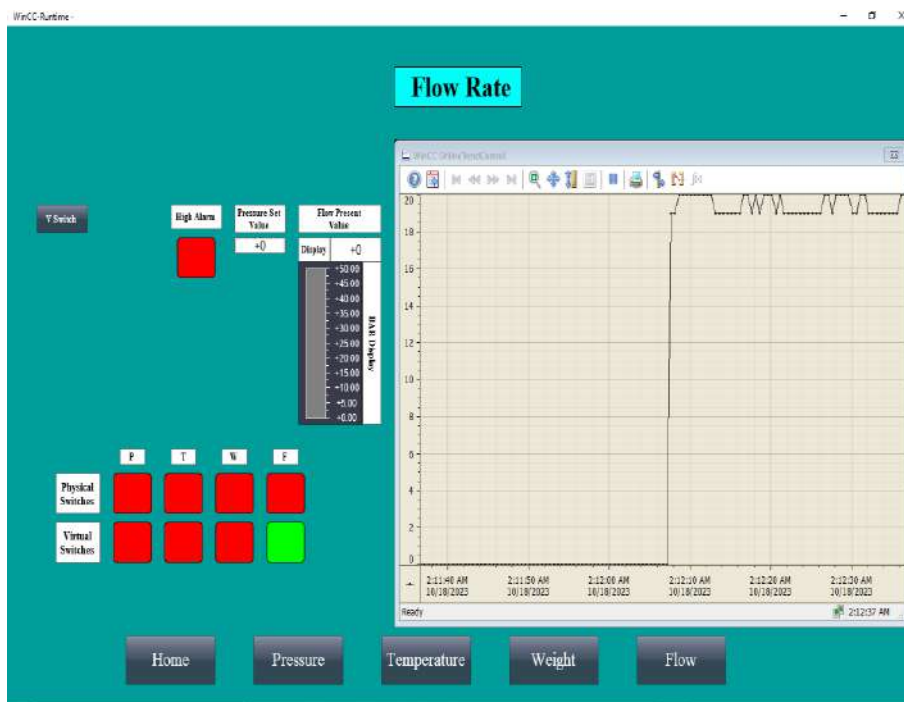 WinCC-Runtime -
Flow Rate
WinCC OnlineTrendControl
V Switch
High Alarm
Pressure Set
Value
+0
Flow Present
Value
Display +0
+50.00
+45.00
+40.00
+35.00
+30.00
+25.00
+20.00
+15.00
+10.00
+5.00
+0.00
BAR Display
20
18
16
14
12
10
8
6
4
2
0
2:11:40 AM 2:11:50 AM 2:12:00 AM 2:12:10 AM 2:12:20 AM 2:12:30 AM
10/18/2023 10/18/2023 10/18/2023 10/18/2023 10/18/2023 10/18/2023
Ready 2:12:37 AM
P T W F
Physical
Switches
Virtual
Switches
Home Pressure Temperature Weight Flow